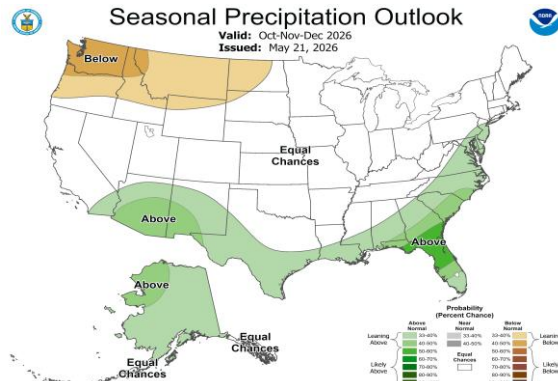 Seasonal Precipitation Outlook
Valid: Oct-Nov-Dec 2026
Issued: May 21, 2026
NOAA
Below
Equal
Chances
Above
Above
Above
Equal
Chances
Equal
Chances
Probability
(Percent Chance)
Above
Normal
Near
Normal
Below
Normal
Leaning
Above
33-40%
40-50%
50-60%
60-70%
70-80%
80-90%
Likely
Above
33-40%
40-50%
Equal
Chances
33-40%
40-50%
50-60%
60-70%
70-80%
80-90%
Leaning
Below
Likely
Below